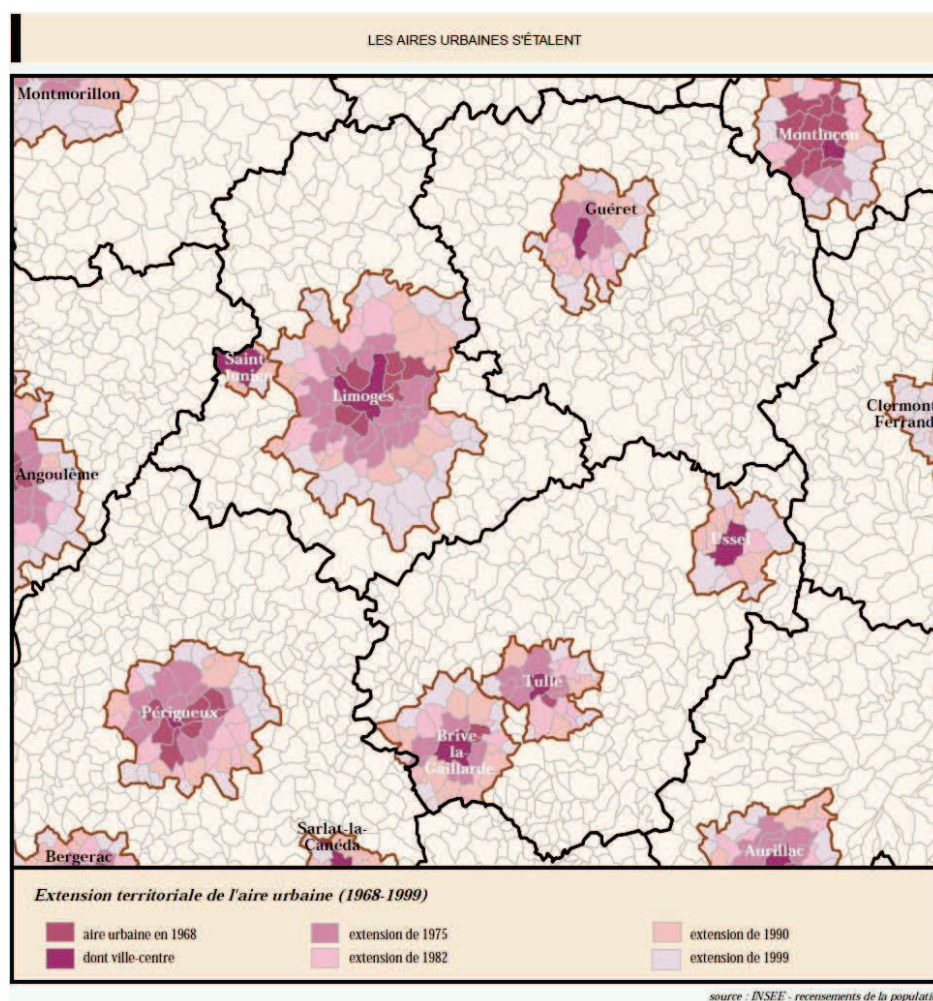 LES AIRES URBAINES S'ÉTALENT
Montmorillon
Montluçon
Guéret
Saint
Junien
Limoges
Clermont
Ferrand
Angoulême
Ussel
Tulle
Périgueux
Brive-
la-
Gaillarde
Sarlat-la-
Canéda
Bergerac
Aurillac
Extension territoriale de l'aire urbaine (1968-1999)
aire urbaine en 1968
extension de 1975
extension de 1990
dont ville-centre
extension de 1982
extension de 1999
source : INSEE - recensements de la populati